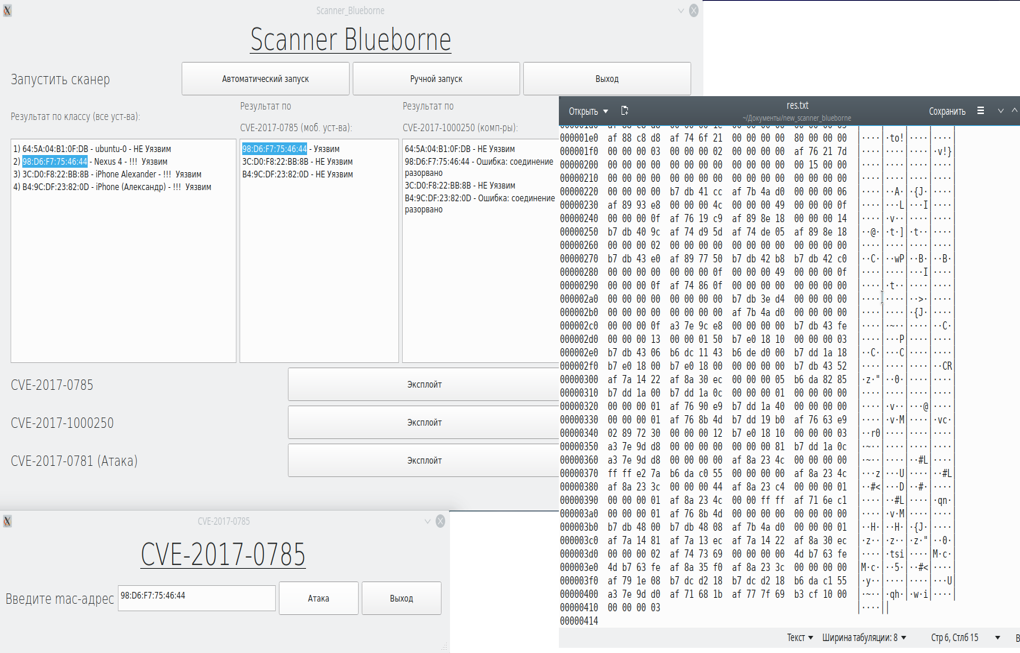 Scanner_Blueborne
Scanner Blueborne
Запустить сканер
Автоматический запуск
Ручной запуск
Выход
Результат по классу (все уст-ва):
Результат по
CVE-2017-0785 (моб. уст-ва):
Результат по
CVE-2017-1000250 (комп-ры):
1) 64:5A:04:B1:0F:DB - ubuntu-0 - НЕ Уязвим
2) 98:D6:F7:75:46:44 - Nexus 4 - !!! Уязвим
3) 3C:D0:F8:22:BB:8B - iPhone Alexander - !!! Уязвим
4) B4:9C:DF:23:82:0D - iPhone (Александр) - !!! Уязвим
98:D6:F7:75:46:44 - Уязвим
3C:D0:F8:22:BB:8B - НЕ Уязвим
B4:9C:DF:23:82:0D - НЕ Уязвим
64:5A:04:B1:0F:DB - НЕ Уязвим
98:D6:F7:75:46:44 - Ошибка: соединение
разорвано
3C:D0:F8:22:BB:8B - НЕ Уязвим
B4:9C:DF:23:82:0D - Ошибка: соединение
разорвано
CVE-2017-0785
Эксплойт
CVE-2017-1000250
Эксплойт
CVE-2017-0781 (Атака)
Эксплойт
CVE-2017-0785
CVE-2017-0785
Введите mac-адрес
98:D6:F7:75:46:44
Атака
Выход
Открыть
res.txt
~/Документы/new_scanner_blueborne
Сохранить
000001e0 af 88 c8 d8 af 74 6f 21 00 00 00 00 80 00 00 00 │····│·to!│····│····│
000001f0 00 00 00 03 00 00 00 02 00 00 00 00 af 76 21 7d │····│····│····│·v!}│
00000200 00 00 00 00 00 00 00 00 00 00 00 00 00 15 00 00 │····│····│····│····│
00000210 00 00 00 00 00 00 00 00 00 00 00 00 00 00 00 00 │····│····│····│····│
00000220 00 00 00 00 b7 db 41 cc af 7b 4a d0 00 00 00 06 │····│··A·│·{J·│····│
00000230 af 89 93 e8 00 00 00 4c 00 00 00 49 00 00 00 0f │····│···L│···I│····│
00000240 00 00 00 0f af 76 19 c9 af 89 8e 18 00 00 00 14 │····│·v··│····│····│
00000250 b7 db 40 9c af 74 d9 5d af 74 de 05 af 89 8e 18 │··@·│·t·]│·t··│····│
00000260 00 00 00 02 00 00 00 00 00 00 00 00 00 00 00 00 │····│····│····│····│
00000270 b7 db 43 e0 af 89 77 50 b7 db 42 b8 b7 db 42 c0 │··C·│··wP│··B·│··B·│
00000280 00 00 00 00 00 00 00 0f 00 00 00 49 00 00 00 0f │····│····│···I│····│
00000290 00 00 00 0f af 74 86 0f 00 00 00 00 00 00 00 00 │····│·t··│····│····│
000002a0 00 00 00 00 00 00 00 00 b7 db 3e d4 00 00 00 00 │····│····│··>·│····│
000002b0 00 00 00 00 00 00 00 00 af 7b 4a d0 00 00 00 00 │····│····│·{J·│····│
000002c0 00 00 00 0f a3 7e 9c e8 00 00 00 00 b7 db 43 fe │····│·~··│····│··C·│
000002d0 00 00 00 13 00 00 01 50 b7 e0 18 10 00 00 00 03 │····│···P│····│····│
000002e0 b7 db 43 06 b6 dc 11 43 b6 de d0 00 b7 dd 1a 18 │··C·│···C│····│····│
000002f0 b7 e0 18 00 b7 e0 18 00 00 00 00 00 b7 db 43 52 │····│····│····│··CR│
00000300 af 7a 14 22 af 8a 30 ec 00 00 00 05 b6 da 82 85 │·z·"│··0·│····│····│
00000310 b7 dd 1a 00 b7 dd 1a 0c 00 00 00 01 00 00 00 00 │····│····│····│····│
00000320 00 00 00 01 af 76 90 e9 b7 dd 1a 40 00 00 00 00 │····│·v··│···@│····│
00000330 00 00 00 01 af 76 8b 4d b7 dd 19 b0 af 76 63 e9 │····│·v·M│····│·vc·│
00000340 02 89 72 30 00 00 00 12 b7 e0 18 10 00 00 00 03 │··r0│····│····│····│
00000350 a3 7e 9d d8 00 00 00 00 00 00 00 81 b7 dd 1a 0c │·~··│····│····│····│
00000360 a3 7e 9d d8 00 00 00 00 af 8a 23 4c 00 00 00 00 │·~··│····│··#L│····│
00000370 ff ff e2 7a b6 da c0 55 00 00 00 00 af 8a 23 4c │···z│···U│····│··#L│
00000380 af 8a 23 3c 00 00 00 44 af 8a 23 c4 00 00 00 01 │··#<│···D│··#·│····│
00000390 00 00 00 01 af 8a 23 4c 00 00 ff ff af 71 6e c1 │····│··#L│····│·qn·│
000003a0 00 00 00 01 af 76 8b 4d 00 00 00 00 00 00 00 00 │····│·v·M│····│····│
000003b0 b7 db 48 00 b7 db 48 08 af 7b 4a d0 00 00 00 01 │··H·│··H·│·{J·│····│
000003c0 af 7a 14 81 af 7a 13 ec af 7a 14 22 af 8a 30 ec │·z··│·z··│·z·"│··0·│
000003d0 00 00 00 02 af 74 73 69 00 00 00 00 4d b7 63 fe │····│·tsi│····│M·c·│
000003e0 4d b7 63 fe af 8a 35 f0 af 8a 23 3c 00 00 00 00 │M·c·│··5·│··#<│····│
000003f0 af 79 1e 08 b7 dc d2 18 b7 dc d2 18 b6 da c1 55 │·y··│····│····│···U│
00000400 a3 7e 9d d0 af 71 68 1b af 77 7f 69 b3 cf 10 00 │·~··│·qh·│·w·i│····│
00000410 00 00 00 03 │····││
00000414
Текст
Ширина табуляции: 8
Стр 6, Стлб 15